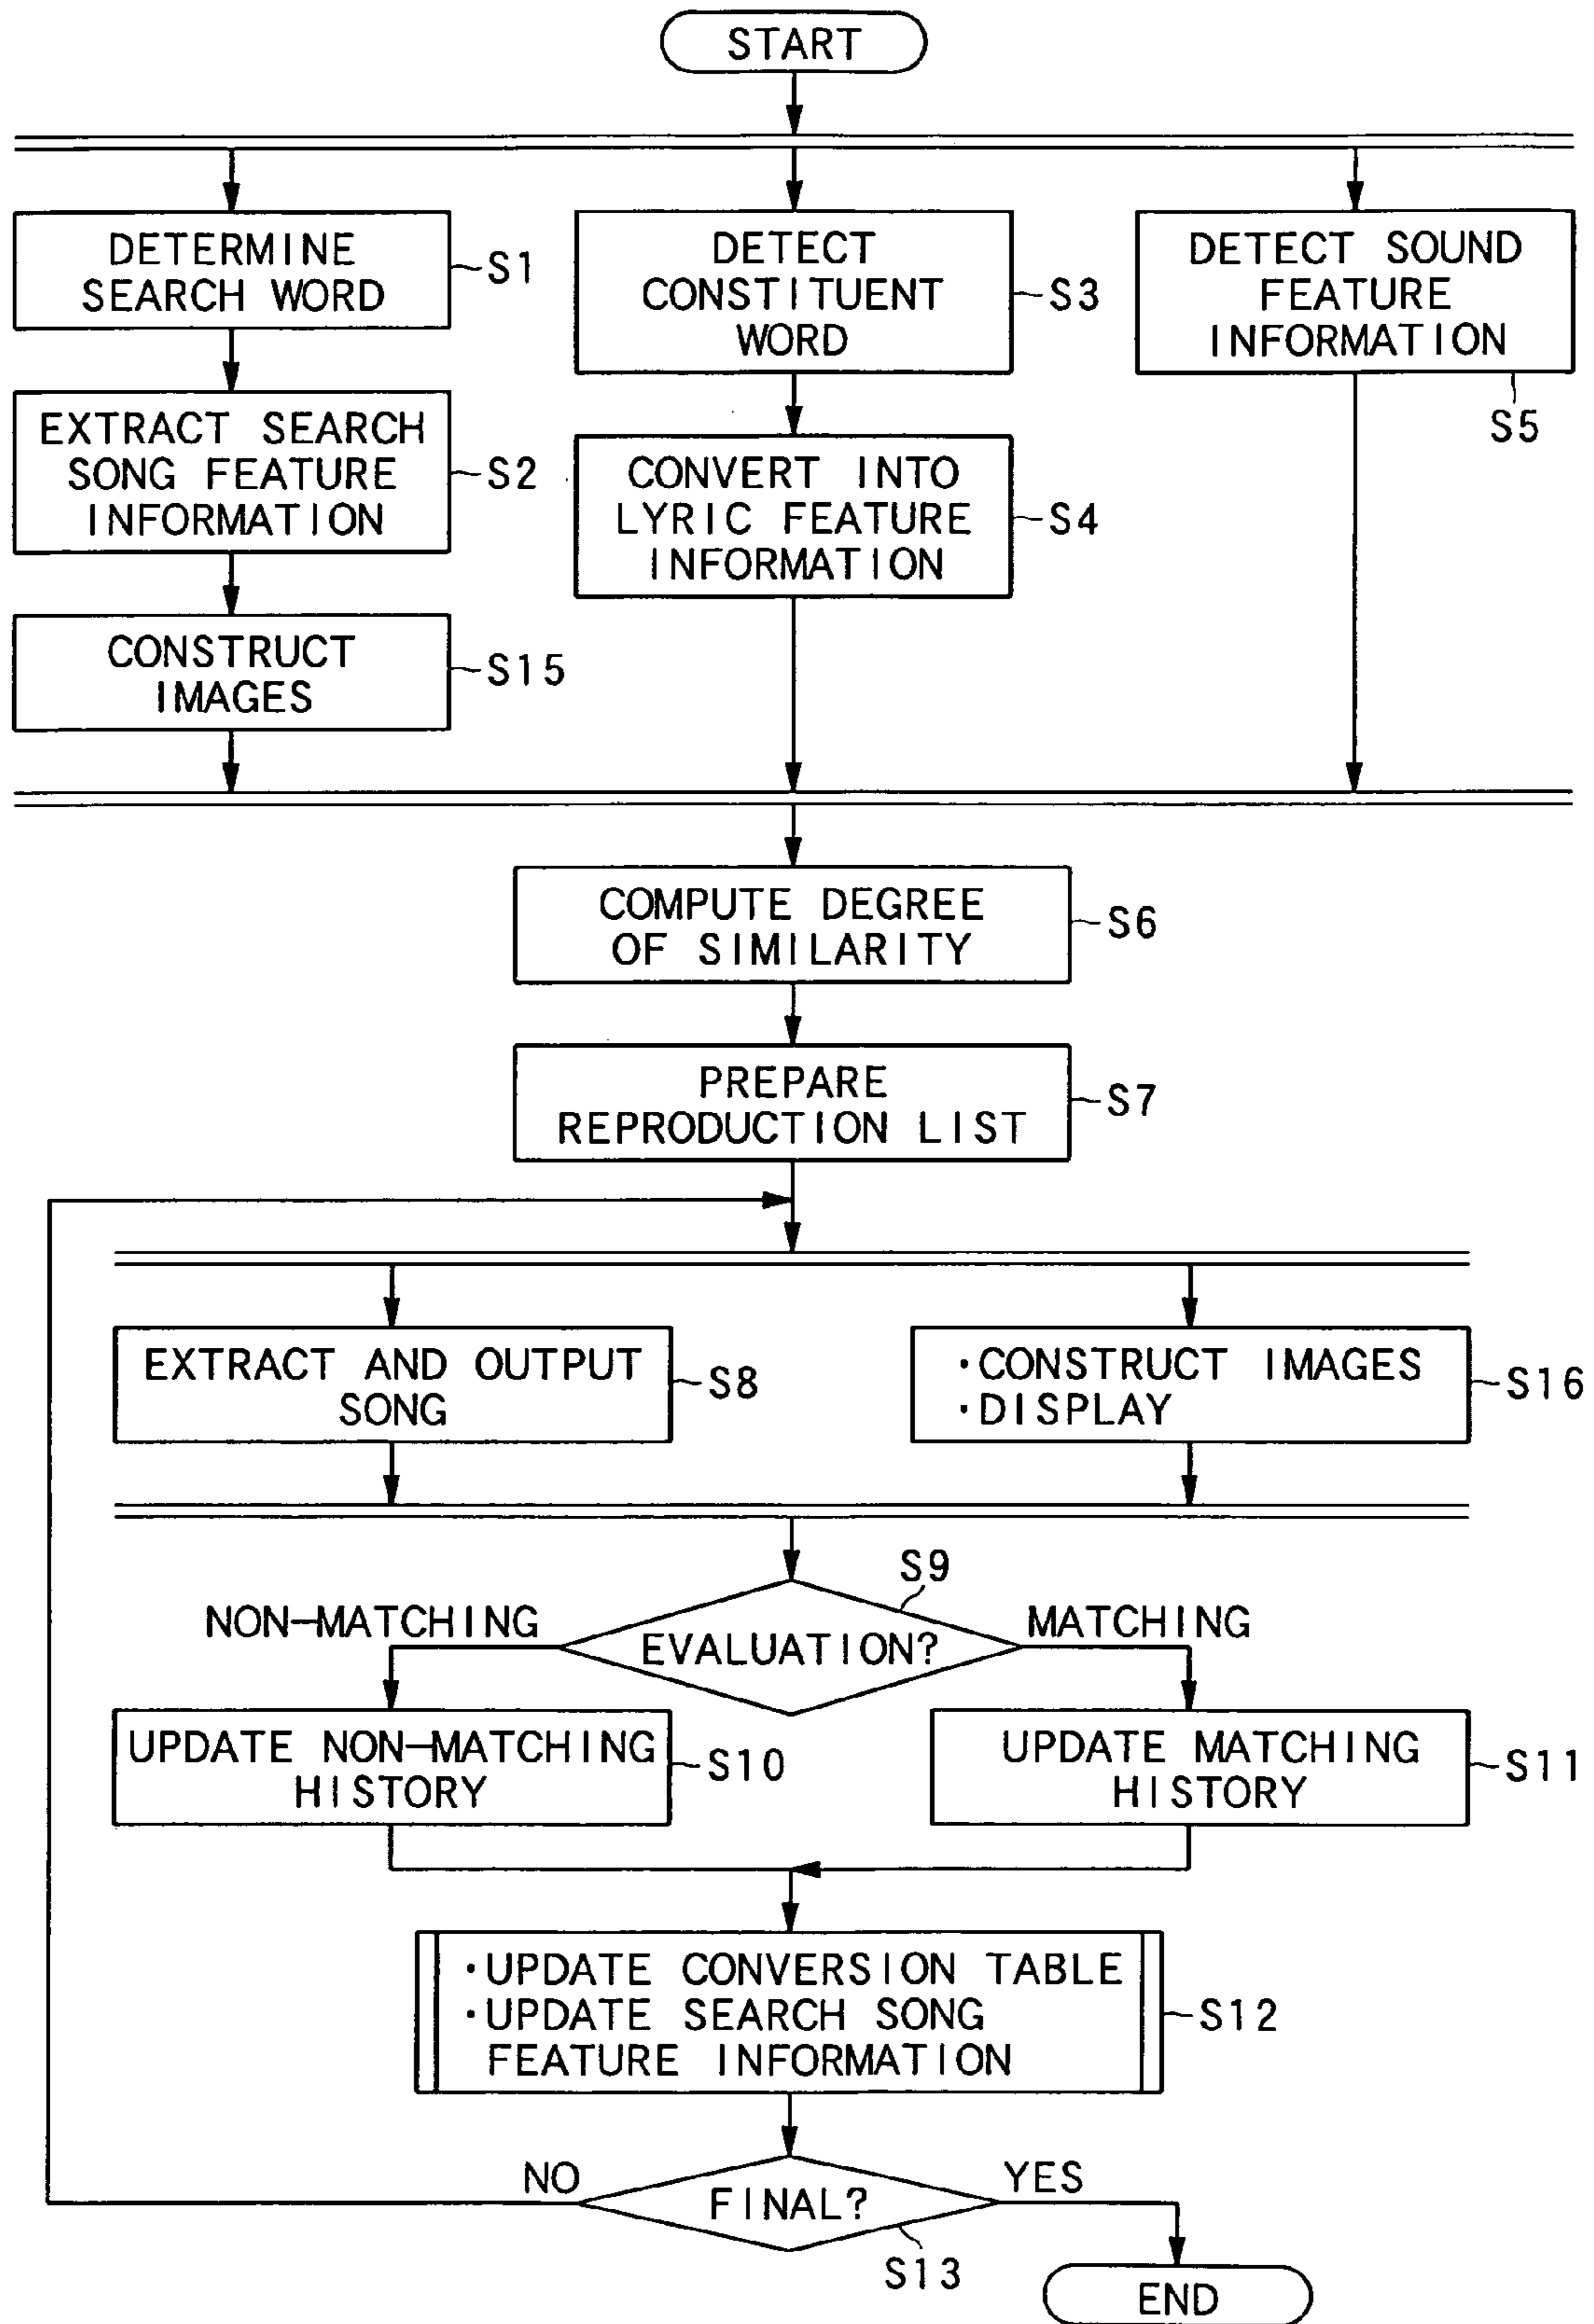 START
DETERMINE
SEARCH WORD
S1
EXTRACT SEARCH
SONG FEATURE
INFORMATION
S2
CONSTRUCT
IMAGES
S15
DETECT
CONSTITUENT
WORD
S3
CONVERT INTO
LYRIC FEATURE
INFORMATION
S4
DETECT SOUND
FEATURE
INFORMATION
S5
COMPUTE DEGREE
OF SIMILARITY
S6
PREPARE
REPRODUCTION LIST
S7
EXTRACT AND OUTPUT
SONG
S8
・CONSTRUCT IMAGES
・DISPLAY
S16
S9
NON-MATCHING
EVALUATION?
MATCHING
UPDATE NON-MATCHING
HISTORY
S10
UPDATE MATCHING
HISTORY
S11
・UPDATE CONVERSION TABLE
・UPDATE SEARCH SONG
FEATURE INFORMATION
S12
NO
FINAL?
YES
S13
END